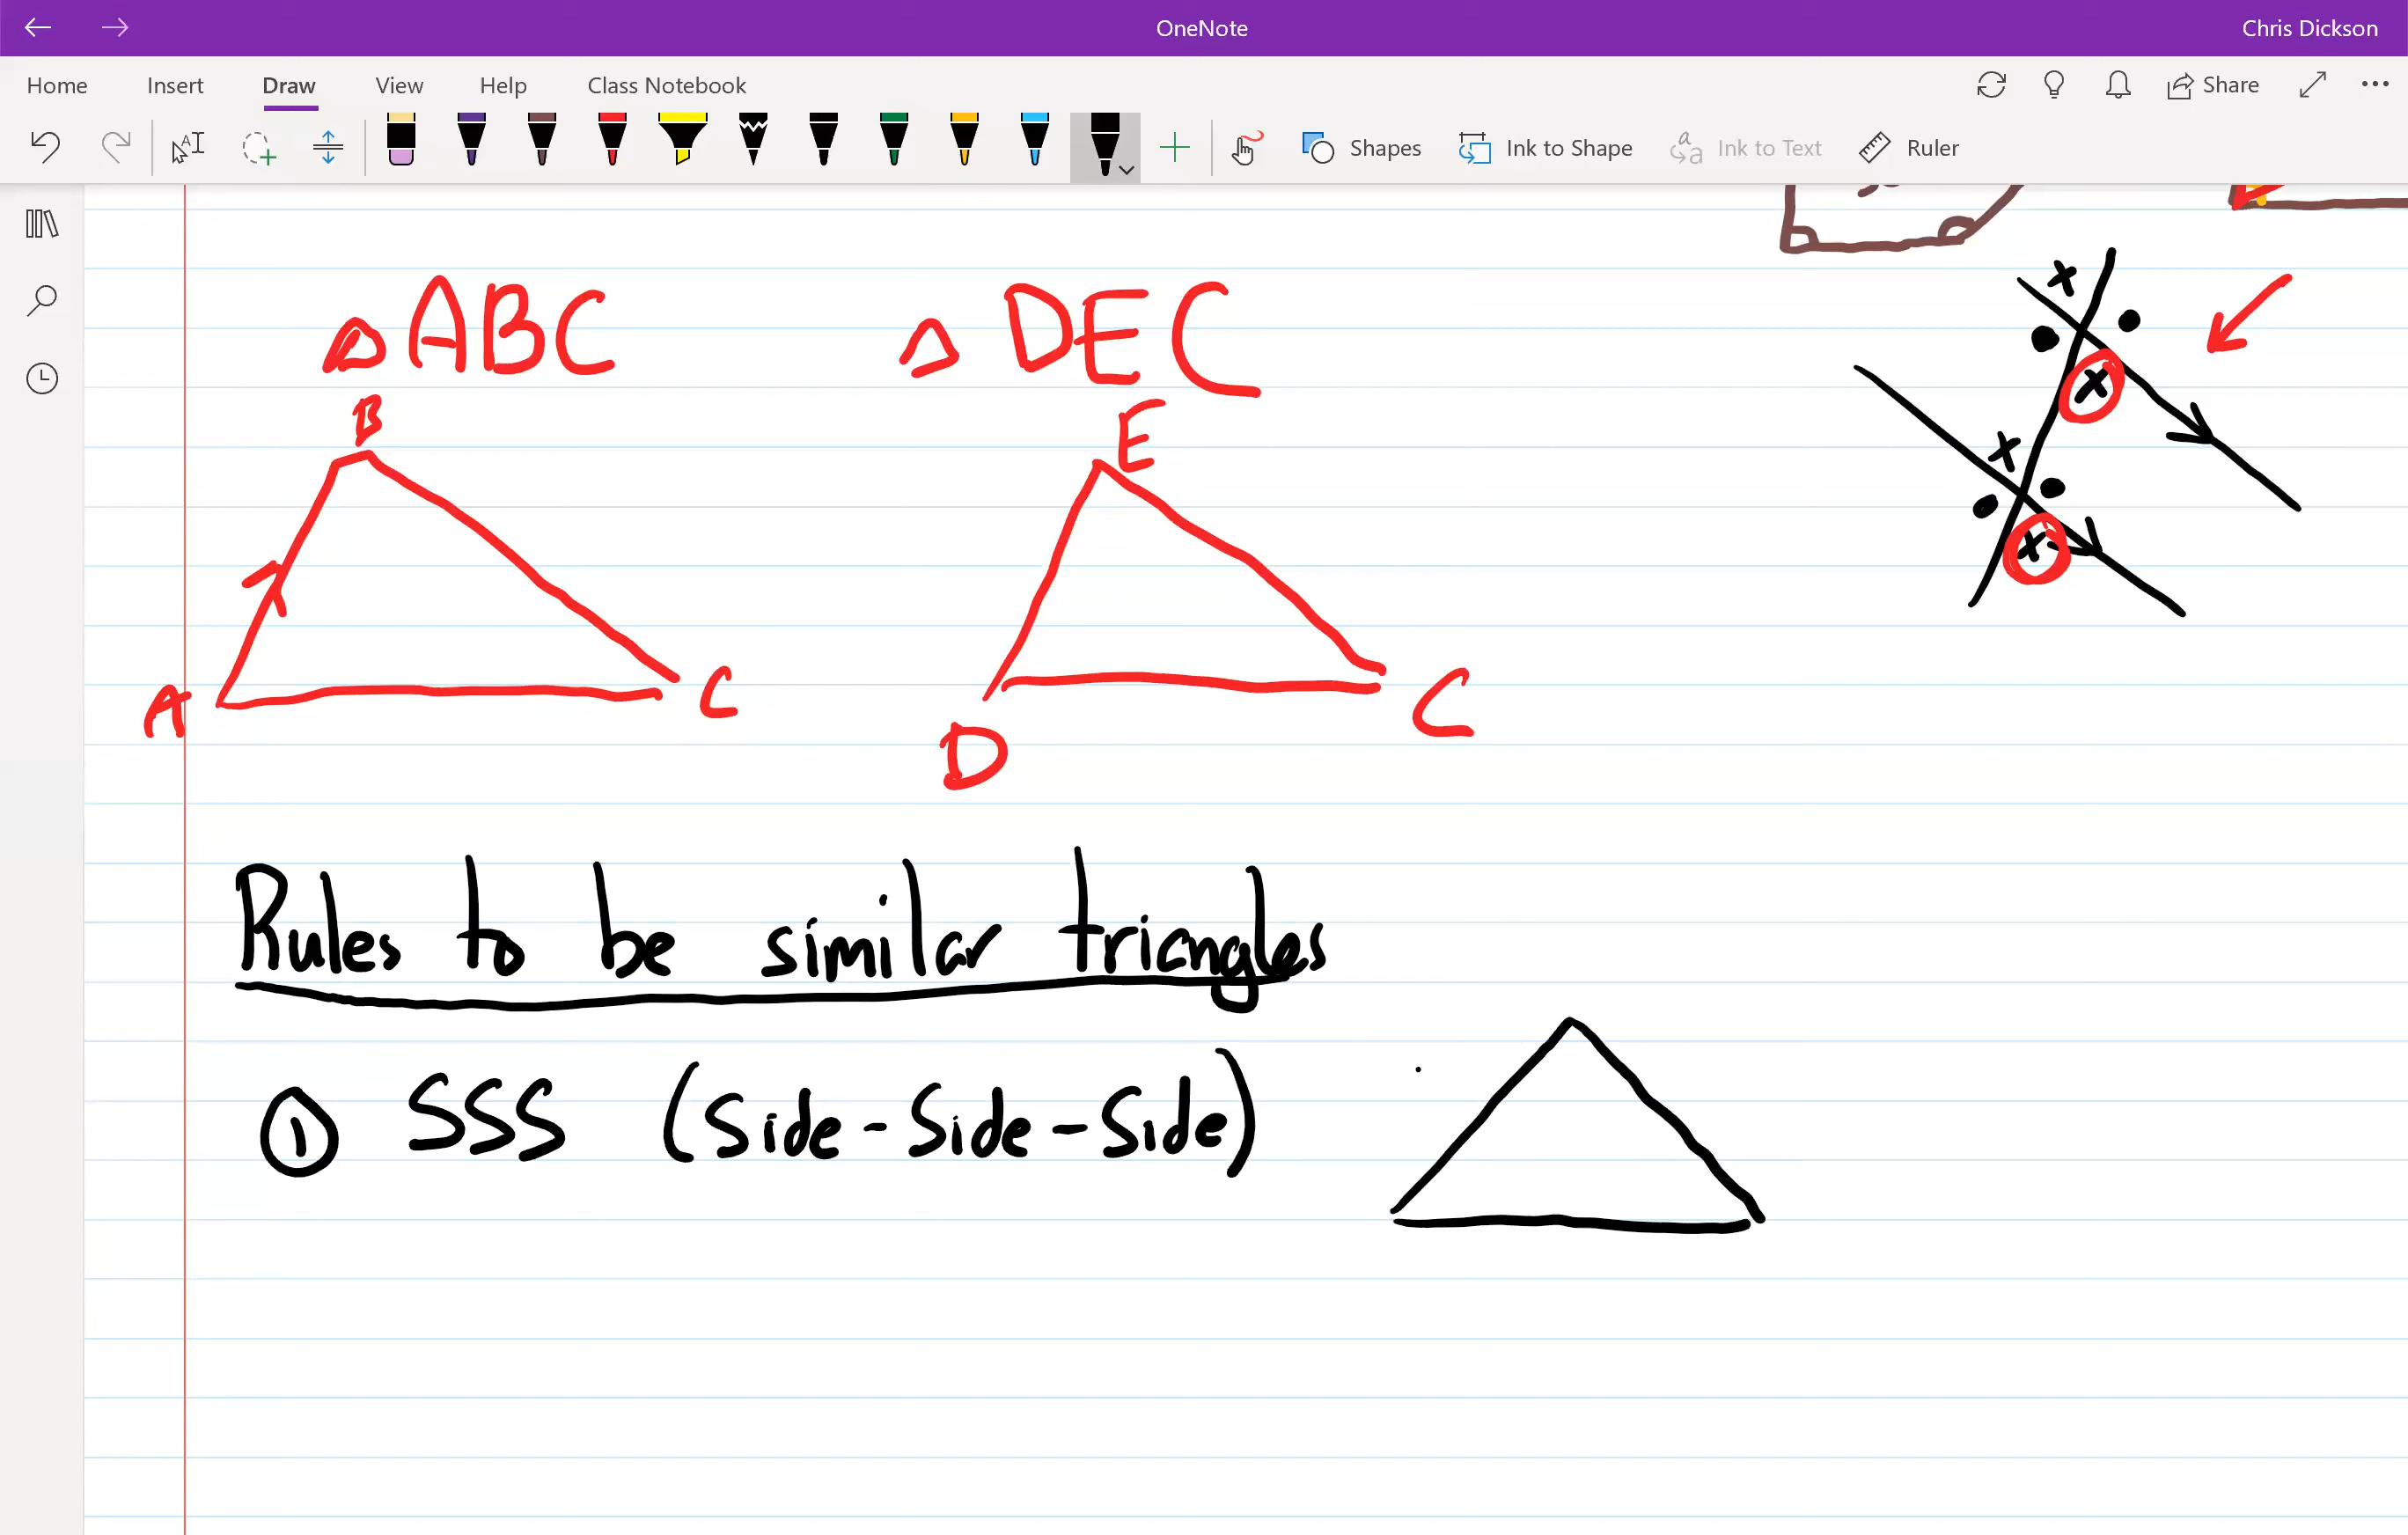 OneNote
Chris Dickson
Home Insert Draw View Help Class Notebook Share
Shapes Ink to Shape Ink to Text Ruler
△ABC △DEC
B E
x
x
x
x
A C D C
Rules to be similar triangles
① SSS (Side-Side-Side)